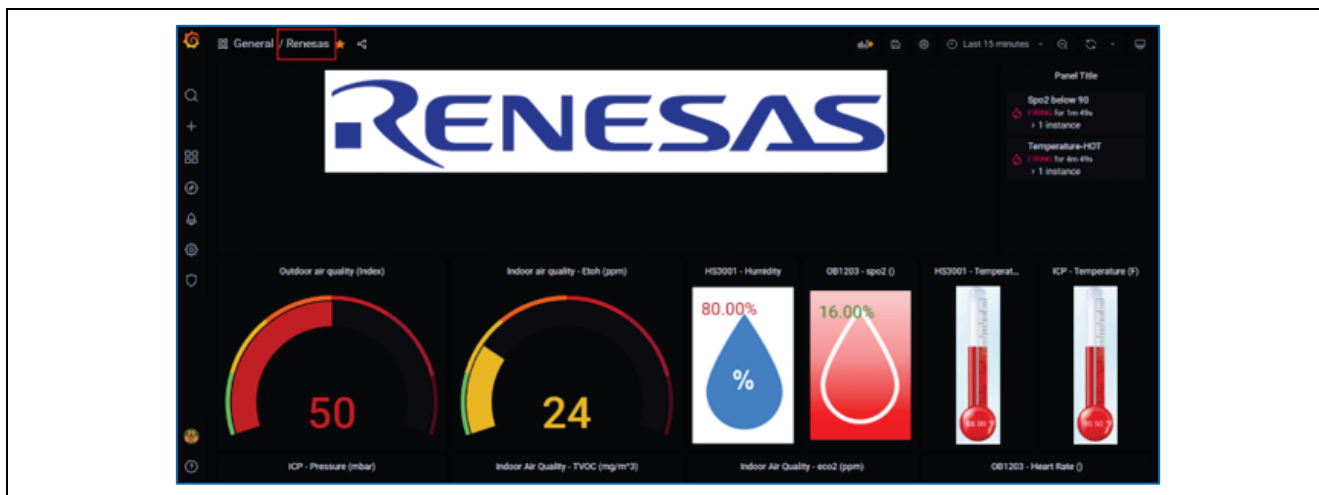 General / Renesas
Last 15 minutes
RENESAS
Panel Title
Spo2 below 90
FIRING for 1m 49s
> 1 instance
Temperature-HOT
FIRING for 4m 49s
> 1 instance
Outdoor air quality (Index)
Indoor air quality - Etoh (ppm)
HS3001 - Humidity
OB1203 - spo2 ()
HS3001 - Temperat...
ICP - Temperature (F)
50
24
80.00%
%
16.00%
ICP - Pressure (mbar)
Indoor Air Quality - TVOC (mg/m^3)
Indoor Air Quality - eco2 (ppm)
OB1203 - Heart Rate ()